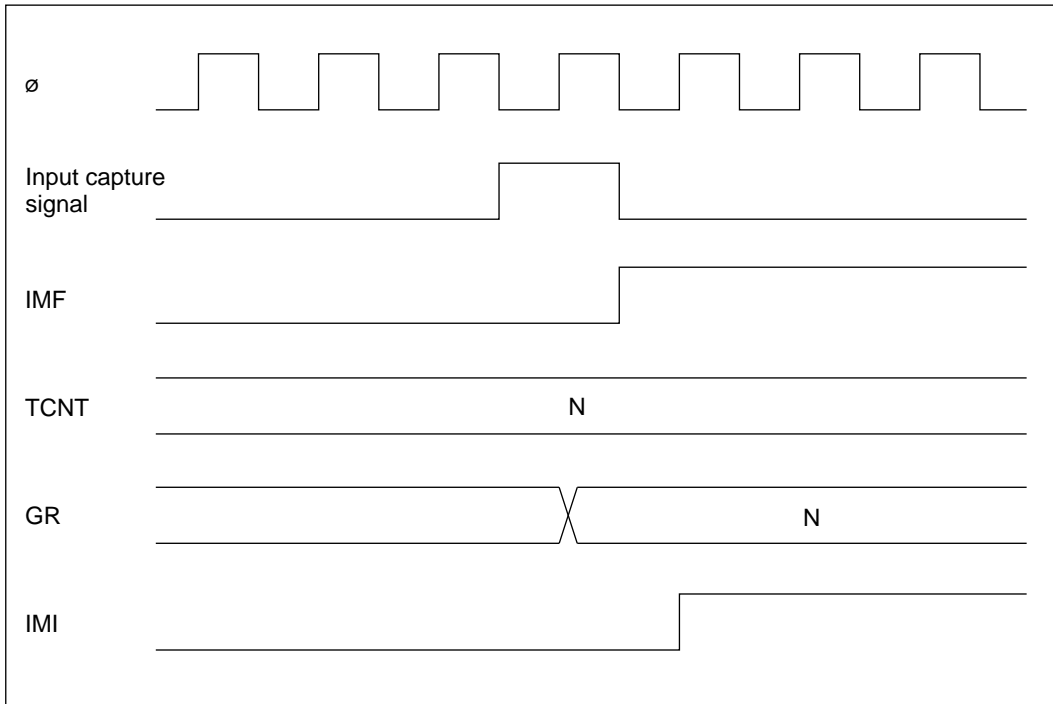 ø
Input capture
signal
IMF
TCNT
N
GR
N
IMI